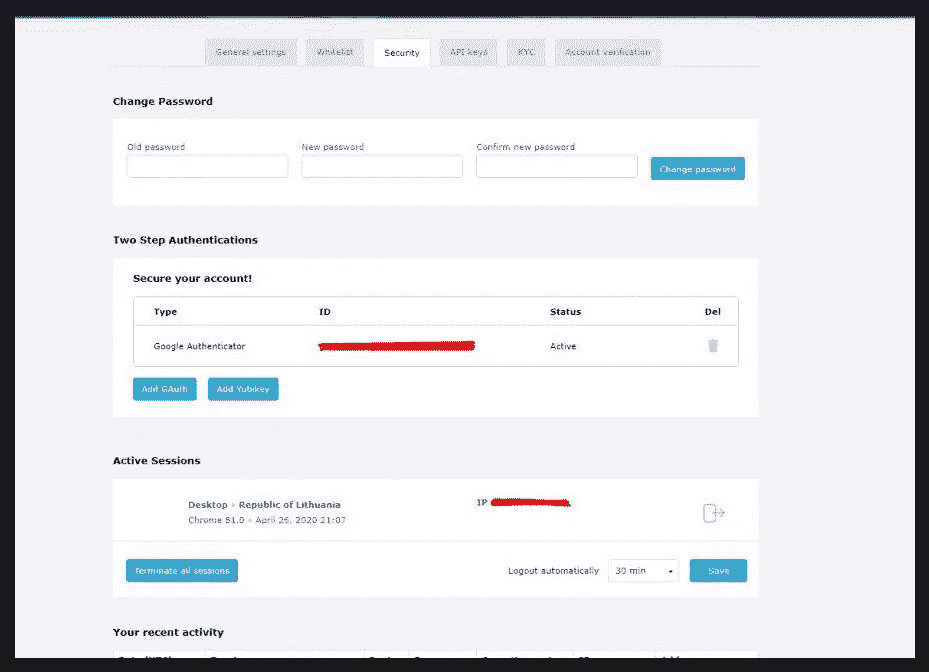 General settings Whitelist Security API keys KYC Account verification
Change Password
Old password New password Confirm new password
Change password
Two Step Authentications
Secure your account!
Type ID Status Del
Google Authenticator Active
Add GAuth Add Yubikey
Active Sessions
Desktop • Republic of Lithuania IP
Chrome 81.0 • April 26, 2020 21:07
Terminate all sessions Logout automatically 30 min Save
Your recent activity